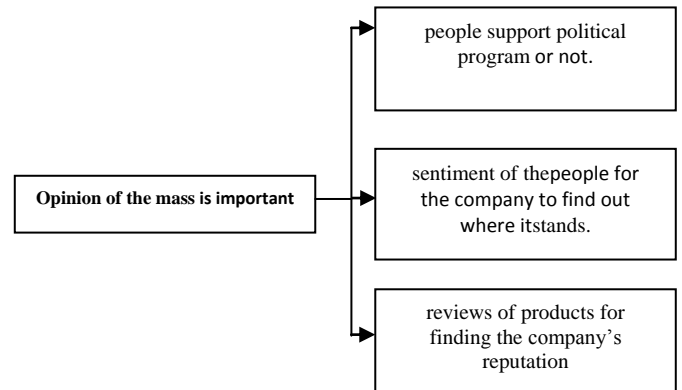 people support political
program or not.
Opinion of the mass is important
sentiment of thepeople for
the company to find out
where itstands.
reviews of products for
finding the company's
reputation